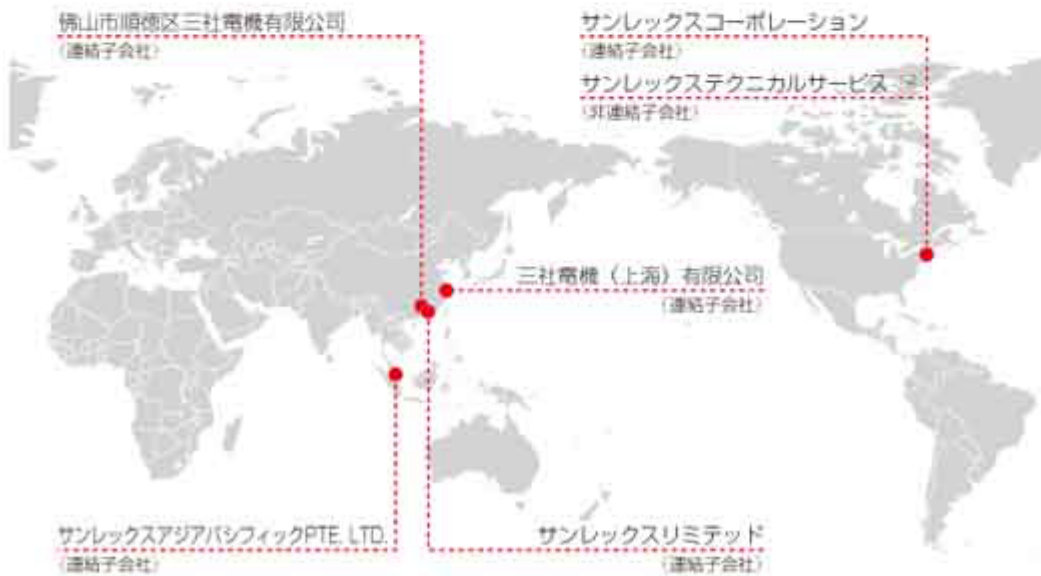 佛山市順徳区三社電機有限公司
(連結子会社)
サンレックスコーポレーション
(連結子会社)
サンレックステクニカルサービス
(非連結子会社)
三社電機（上海）有限公司
(連結子会社)
サンレックスアジアパシフィックPTE. LTD.
(連結子会社)
サンレックスリミテッド
(連結子会社)